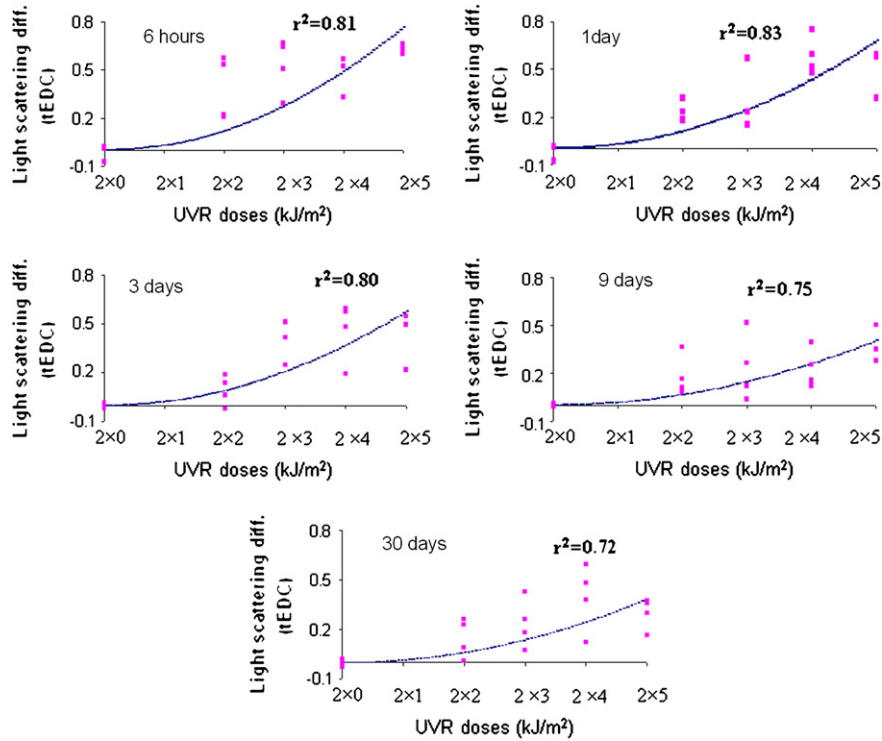 6 hours
r²=0.81
Light scattering diff.
(tEDC)
0.8
0.5
0.2
-0.1
2×0 2×1 2×2 2×3 2×4 2×5
UVR doses (kJ/m²)
1day
r²=0.83
Light scattering diff.
(tEDC)
0.8
0.5
0.2
-0.1
2×0 2×1 2×2 2×3 2×4 2×5
UVR doses (kJ/m²)
3 days
r²=0.80
Light scattering diff.
(tEDC)
0.8
0.5
0.2
-0.1
2×0 2×1 2×2 2×3 2×4 2×5
UVR doses (kJ/m²)
9 days
r²=0.75
Light scattering diff.
(tEDC)
0.8
0.5
0.2
-0.1
2×0 2×1 2×2 2×3 2×4 2×5
UVR doses (kJ/m²)
30 days
r²=0.72
Light scattering diff.
(tEDC)
0.8
0.5
0.2
-0.1
2×0 2×1 2×2 2×3 2×4 2×5
UVR doses (kJ/m²)